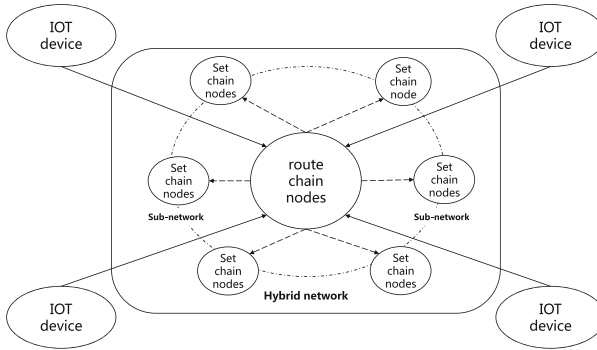 IOT
device
IOT
device
Set
chain
nodes
Set
chain
node
Set
chain
nodes
route
chain
nodes
Set
chain
nodes
Sub-network
Sub-network
Set
chain
nodes
Set
chain
nodes
Hybrid network
IOT
device
IOT
device